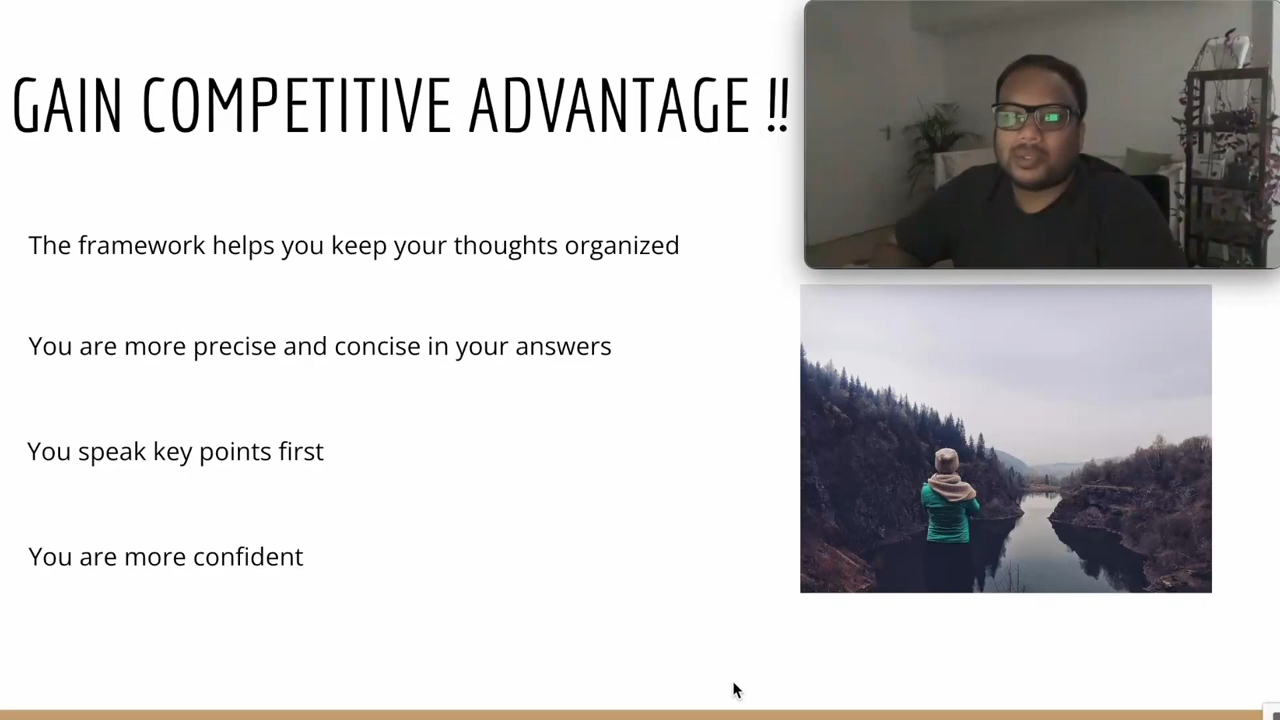 GAIN COMPETITIVE ADVANTAGE !!
The framework helps you keep your thoughts organized
You are more precise and concise in your answers
You speak key points first
You are more confident